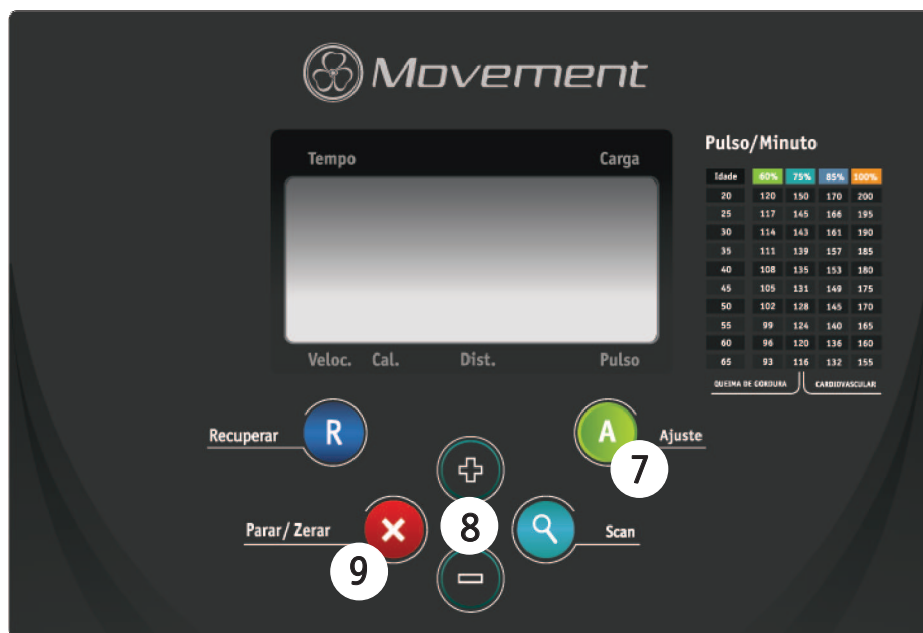 Movement
Tempo Carga
Veloc. Cal. Dist. Pulso
Pulso/Minuto
Idade 60% 75% 85% 100%
20 120 150 170 200
25 117 145 166 195
30 114 143 161 190
35 111 139 157 185
40 108 135 153 180
45 105 131 149 175
50 102 128 145 170
55 99 124 140 165
60 96 120 136 160
65 93 116 132 155
QUEIMA DE GORDURA CARDIOVASCULAR
Recuperar R
A Ajuste
7
8
Parar/Zerar
9
Scan